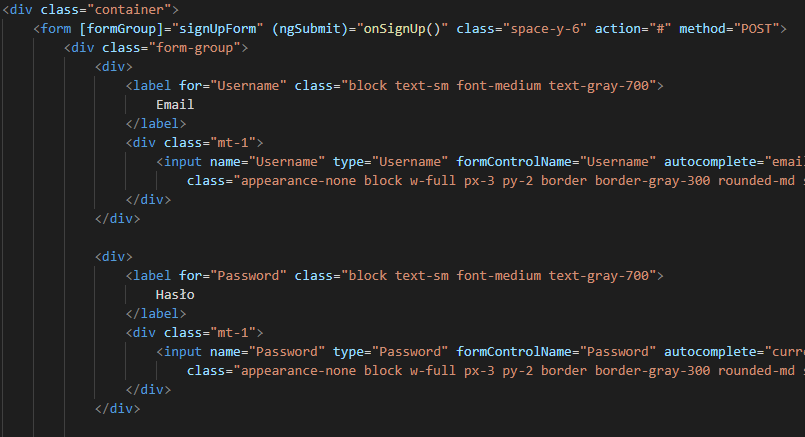 <div class="container">
<form [formGroup]="signUpForm" (ngSubmit)="onSignUp()" class="space-y-6" action="#" method="POST">
<div class="form-group">
<div>
<label for="Username" class="block text-sm font-medium text-gray-700">
Email
</label>
<div class="mt-1">
<input name="Username" type="Username" formControlName="Username" autocomplete="email
class="appearance-none block w-full px-3 py-2 border border-gray-300 rounded-md s
</div>
</div>
<div>
<label for="Password" class="block text-sm font-medium text-gray-700">
Hasło
</label>
<div class="mt-1">
<input name="Password" type="Password" formControlName="Password" autocomplete="curre
class="appearance-none block w-full px-3 py-2 border border-gray-300 rounded-md s
</div>
</div>